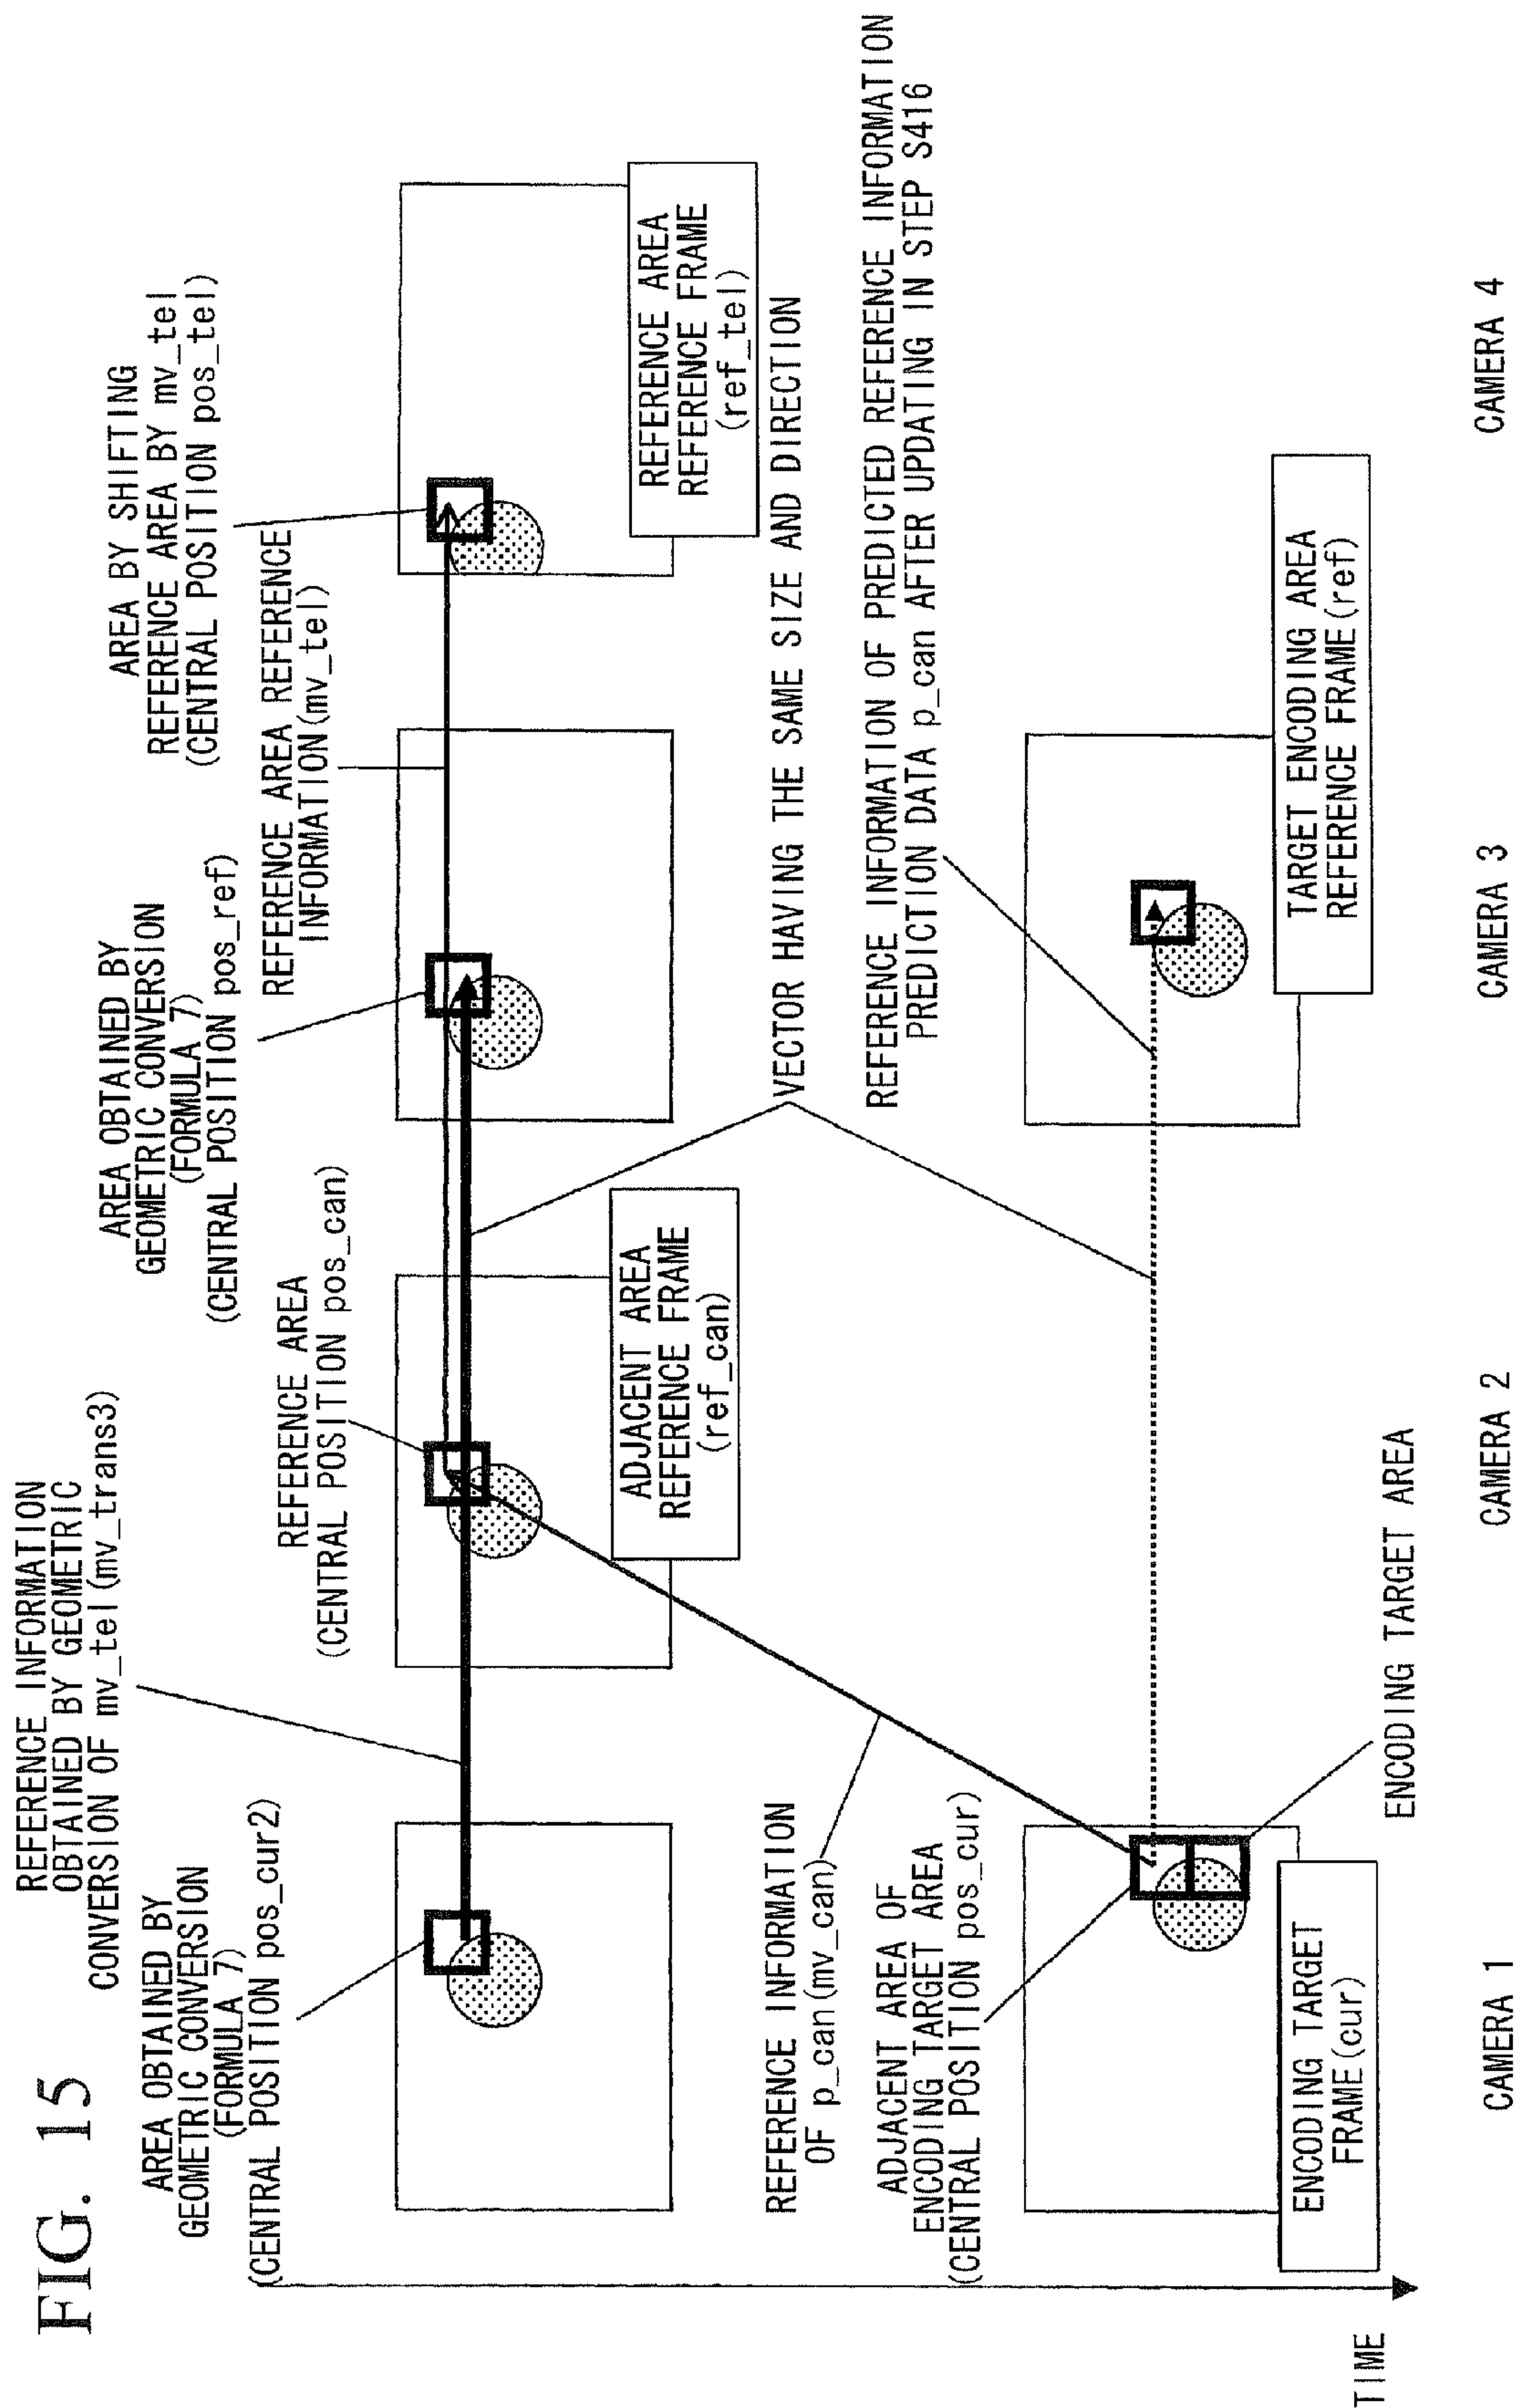 FIG. 15
REFERENCE INFORMATION
OBTAINED BY GEOMETRIC
CONVERSION OF mv_tel(mv_trans3)
AREA OBTAINED BY
GEOMETRIC CONVERSION
(FORMULA 7)
(CENTRAL POSITION pos_cur2)
REFERENCE AREA
(CENTRAL POSITION pos_can)
AREA OBTAINED BY
GEOMETRIC CONVERSION
(FORMULA 7)
(CENTRAL POSITION pos_ref)
AREA BY SHIFTING
REFERENCE AREA BY mv_tel
(CENTRAL POSITION pos_tel)
REFERENCE AREA REFERENCE
INFORMATION(mv_tel)
ADJACENT AREA
REFERENCE FRAME
(ref_can)
REFERENCE AREA
REFERENCE FRAME
(ref_tel)
VECTOR HAVING THE SAME SIZE AND DIRECTION
REFERENCE INFORMATION
OF p_can(mv_can)
REFERENCE INFORMATION OF PREDICTED REFERENCE INFORMATION
PREDICTION DATA p_can AFTER UPDATING IN STEP S416
ADJACENT AREA OF
ENCODING TARGET AREA
(CENTRAL POSITION pos_cur)
ENCODING TARGET
FRAME(cur)
ENCODING TARGET AREA
TARGET ENCODING AREA
REFERENCE FRAME(ref)
TIME
CAMERA 1
CAMERA 2
CAMERA 3
CAMERA 4